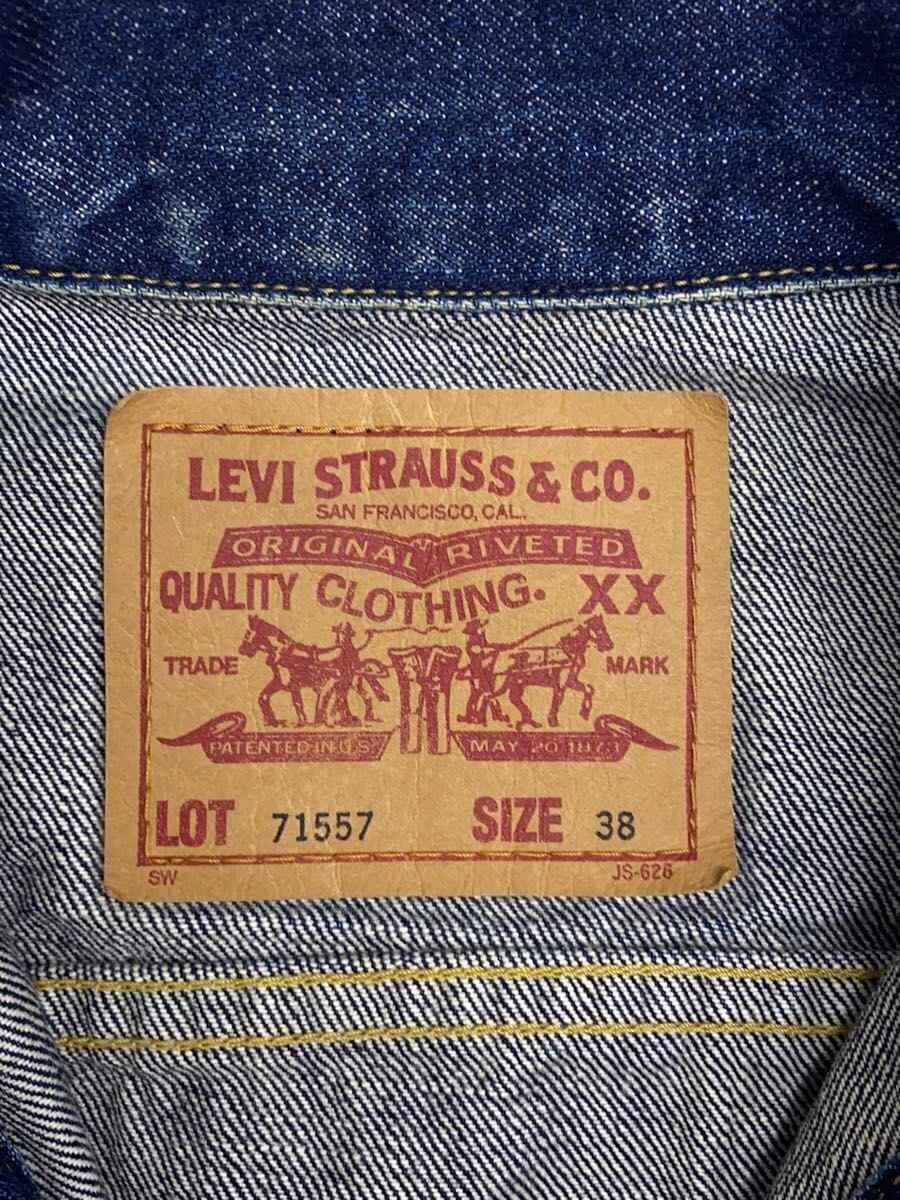 LEVI STRAUSS & CO.
SAN FRANCISCO, CAL.
ORIGINAL RIVETED
QUALITY CLOTHING. XX
TRADE MARK
PATENTED IN U.S. MAY 20 1873
LOT 71557 SIZE 38
SW JS-626